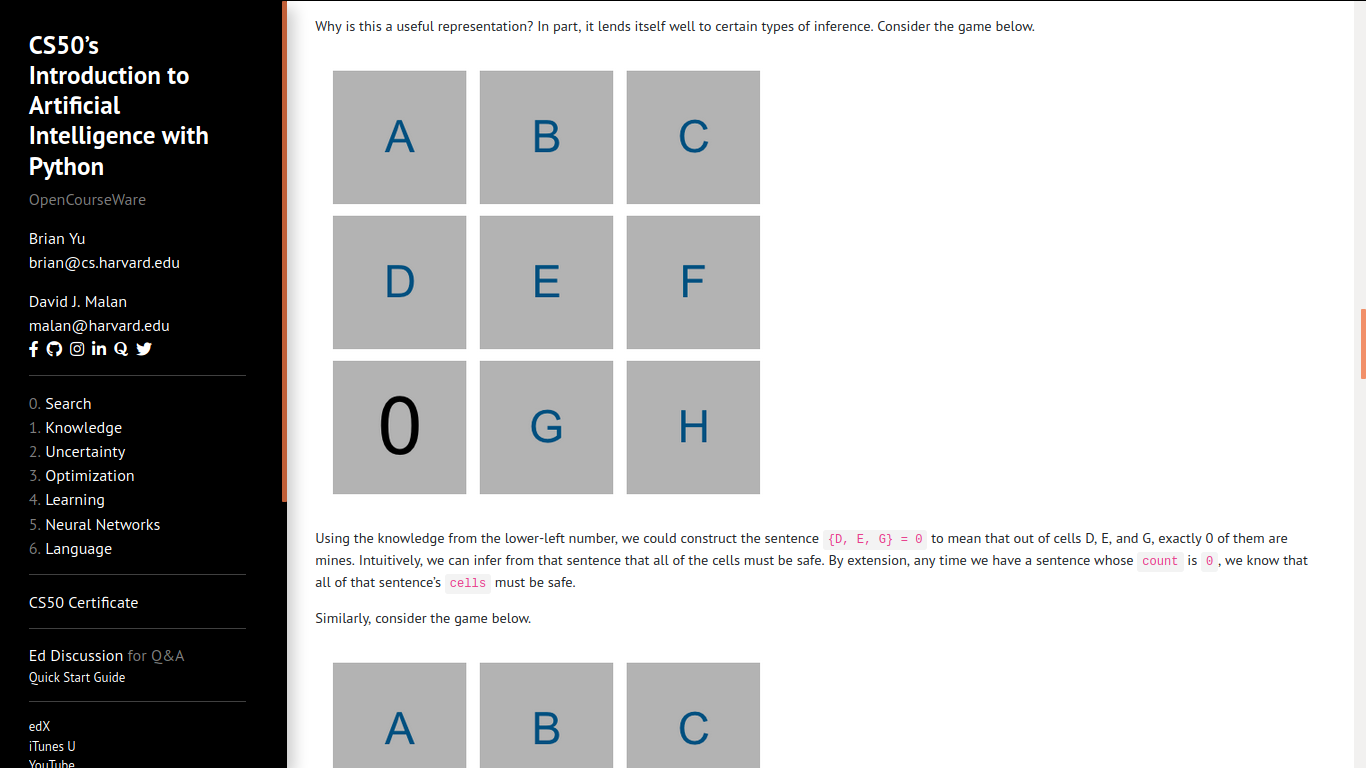 CS50’s
Introduction to
Artificial
Intelligence with
Python
OpenCourseWare
Brian Yu
brian@cs.harvard.edu
David J. Malan
malan@harvard.edu
0. Search
1. Knowledge
2. Uncertainty
3. Optimization
4. Learning
5. Neural Networks
6. Language
CS50 Certificate
Ed Discussion for Q&A
Quick Start Guide
edX
iTunes U
YouTube
Why is this a useful representation? In part, it lends itself well to certain types of inference. Consider the game below.
A B C
D E F
0 G H
Using the knowledge from the lower-left number, we could construct the sentence {D, E, G} = 0 to mean that out of cells D, E, and G, exactly 0 of them are
mines. Intuitively, we can infer from that sentence that all of the cells must be safe. By extension, any time we have a sentence whose count is 0 , we know that
all of that sentence’s cells must be safe.
Similarly, consider the game below.
A B C